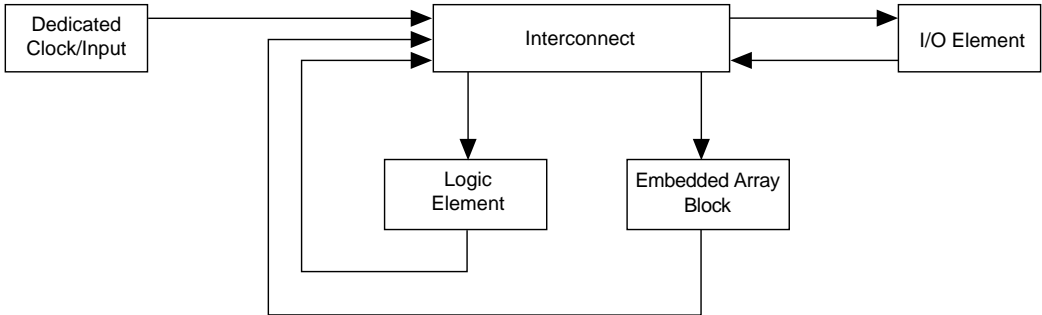 Dedicated
Clock/Input
Interconnect
I/O Element
Logic
Element
Embedded Array
Block